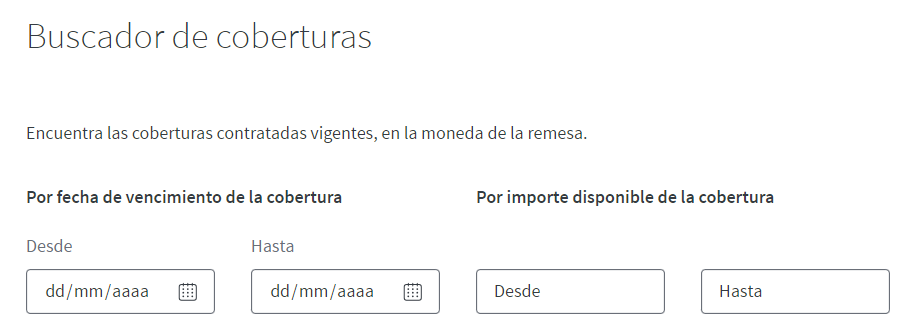 Buscador de coberturas
Encuentra las coberturas contratadas vigentes, en la moneda de la remesa.
Por fecha de vencimiento de la cobertura
Por importe disponible de la cobertura
Desde
Hasta
dd/mm/aaaa
dd/mm/aaaa
Desde
Hasta